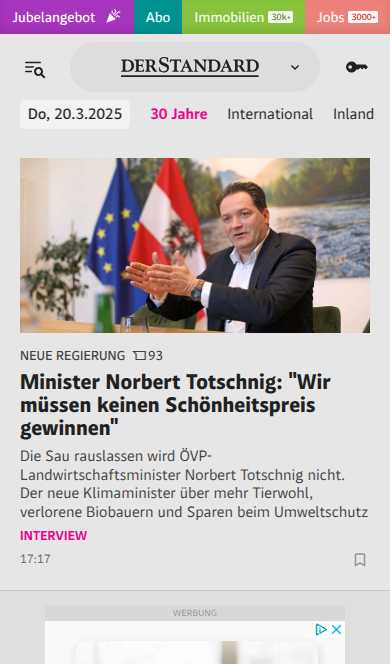 Jubelangebot
Abo
Immobilien 30k+
Jobs 3000+
DERSTANDARD
Do, 20.3.2025
30 Jahre
International
Inland
NEUE REGIERUNG 93
Minister Norbert Totschnig: "Wir
müssen keinen Schönheitspreis
gewinnen"
Die Sau rauslassen wird ÖVP-
Landwirtschaftsminister Norbert Totschnig nicht.
Der neue Klimaminister über mehr Tierwohl,
verlorene Biobauern und Sparen beim Umweltschutz
INTERVIEW
17:17
WERBUNG